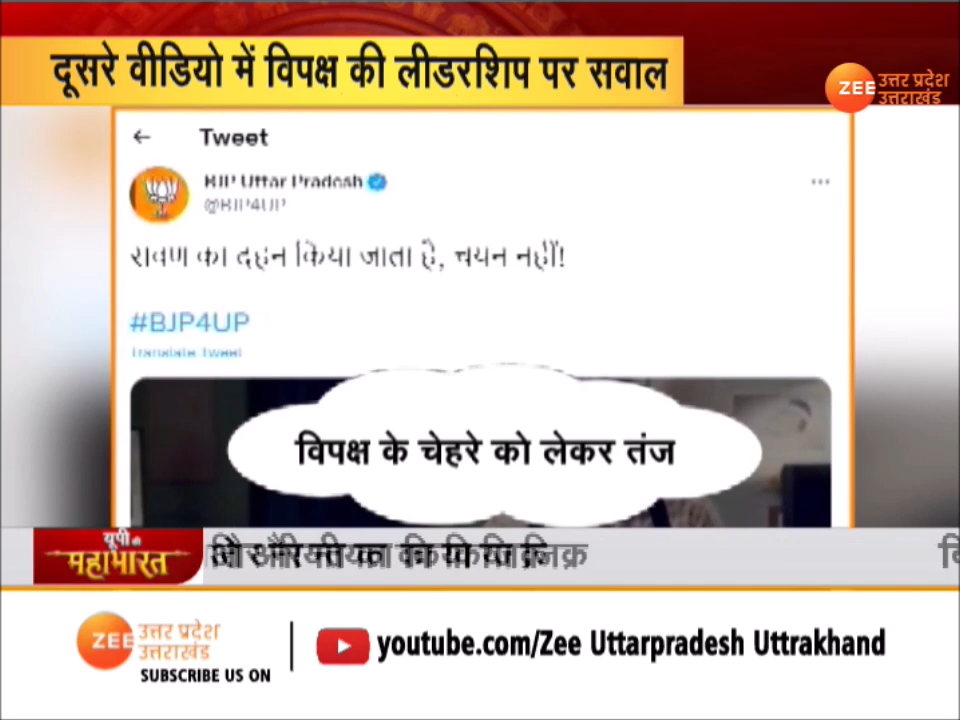 दूसरे वीडियो में विपक्ष की लीडरशिप पर सवाल
ZEE उत्तर प्रदेश
उत्तराखंड
← Tweet
BJP Uttar Pradesh
@BJP4UP
रावण का दहन किया जाता है, चयन नहीं!
#BJP4UP
Translate Tweet
विपक्ष के चेहरे को लेकर तंज
यूपी की
महाभारत
ZEE उत्तर प्रदेश
उत्तराखंड
SUBSCRIBE US ON
youtube.com/Zee Uttarpradesh Uttrakhand